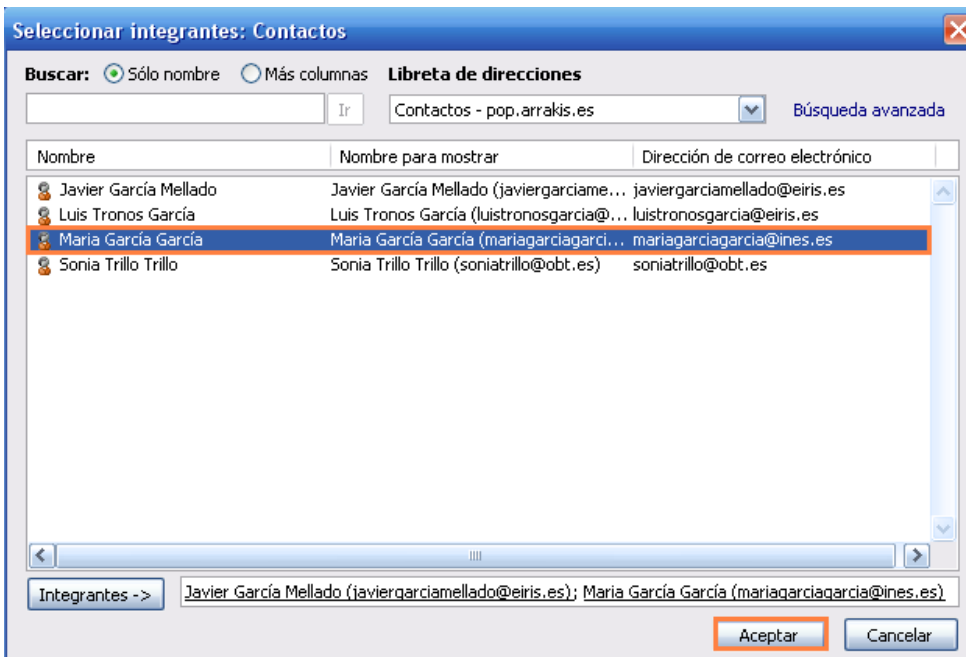 Seleccionar integrantes: Contactos
Buscar: Sólo nombre Más columnas Libreta de direcciones
Ir Contactos - pop.arrakis.es Búsqueda avanzada
Nombre Nombre para mostrar Dirección de correo electrónico
Javier García Mellado Javier García Mellado (javiergarciame... javiergarciamellado@eiris.es
Luis Tronos García Luis Tronos García (luistronosgarcia@... luistronosgarcia@eiris.es
Maria García García Maria García García (mariagarciagarci... mariagarciagarcia@ines.es
Sonia Trillo Trillo Sonia Trillo Trillo (soniatrillo@obt.es) soniatrillo@obt.es
Integrantes -> Javier García Mellado (javiergarciamellado@eiris.es); Maria García García (mariagarciagarcia@ines.es)
Aceptar Cancelar